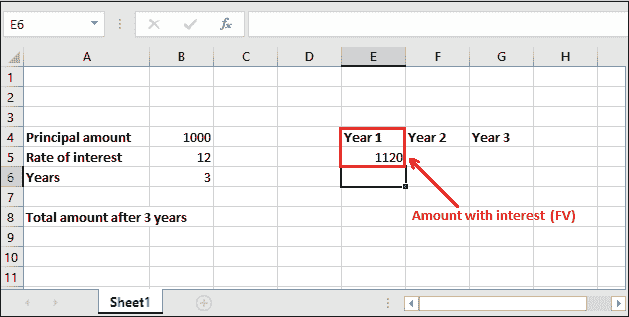 E6
fx
A B C D E F G H
1
2
3
4 Principal amount 1000 Year 1 Year 2 Year 3
5 Rate of interest 12 1120
6 Years 3
7
8 Total amount after 3 years Amount with interest (FV)
9
10
11
Sheet1